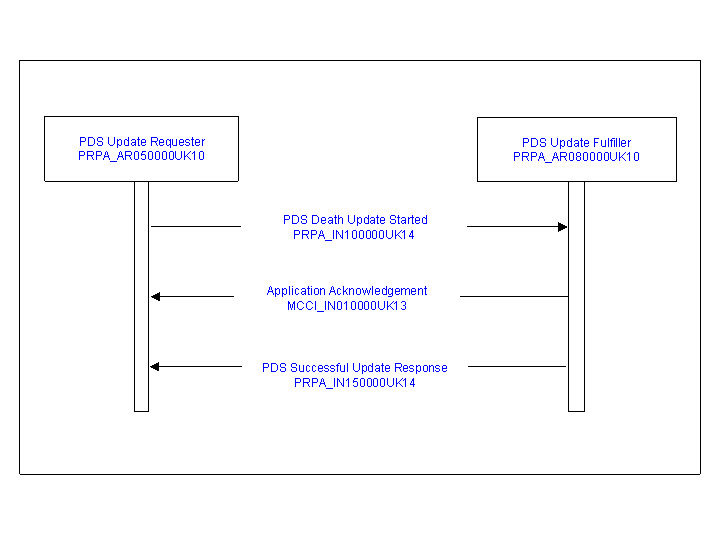 PDS Update Requester
PRPA_AR050000UK10
PDS Update Fulfiller
PRPA_AR080000UK10
PDS Death Update Started
PRPA_IN100000UK14
Application Acknowledgement
MCCI_IN010000UK13
PDS Successful Update Response
PRPA_IN150000UK14